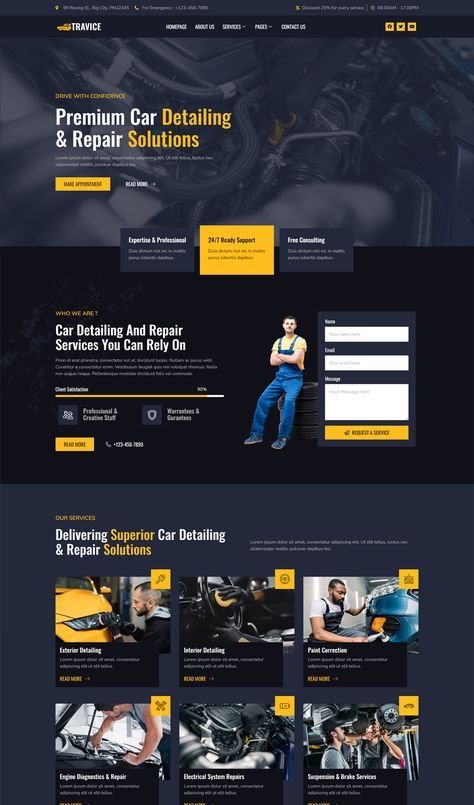 99 Roving St., Big City, PKU2345
For Emergency : +123-456-7890
Discount 25% for every service
08.00AM - 17.00PM
TRAVICE
HOMEPAGE
ABOUT US
SERVICES
PAGES
CONTACT US
DRIVE WITH CONFIDENCE
Premium Car Detailing
& Repair Solutions
Lorem ipsum dolor sit amet, consectetur adipiscing elit. Ut elit tellus, luctus nec
ullamcorper mattis, pulvinar dapibus leo.
MAKE APPOINTMENT
READ MORE
Expertise & Professional
Duis dictum nisl mi, in mattis
purus lobortis dapibus.
24/7 Ready Support
Duis dictum nisl mi, in mattis
purus lobortis dapibus.
Free Consulting
Duis dictum nisl mi, in mattis
purus lobortis dapibus.
WHO WE ARE ?
Car Detailing And Repair
Services You Can Rely On
Proin id erat pharetra, consectetur est at, tincidunt turpis. Nullam ac purus velit.
Curabitur a consectetur enim. Vestibulum feugiat quis nisi volutpat rhoncus. Nulla
non augue neque. Pellentesque molestie tincidunt felis vel commodo.
Client Satisfaction
90%
Professional &
Creative Staff
Warrantees &
Gurantees
READ MORE
+123-456-7890
Name
Your name here
Email
Your email here
Message
Input Message Here
REQUEST A SERVICE
OUR SERVICES
Delivering Superior Car Detailing
& Repair Solutions
Lorem ipsum dolor sit amet, consectetur adipiscing elit. Ut elit tellus, luctus nec ullamcorper
mattis, pulvinar dapibus leo.
Exterior Detailing
Lorem ipsum dolor sit amet, consectetur
adipiscing elit ut elit tellus.
READ MORE
Interior Detailing
Lorem ipsum dolor sit amet, consectetur
adipiscing elit ut elit tellus.
READ MORE
Paint Correction
Lorem ipsum dolor sit amet, consectetur
adipiscing elit ut elit tellus.
READ MORE
Engine Diagnostics & Repair
Lorem ipsum dolor sit amet, consectetur
adipiscing elit ut elit tellus.
Electrical System Repairs
Lorem ipsum dolor sit amet, consectetur
adipiscing elit ut elit tellus.
Suspension & Brake Services
Lorem ipsum dolor sit amet, consectetur
adipiscing elit ut elit tellus.